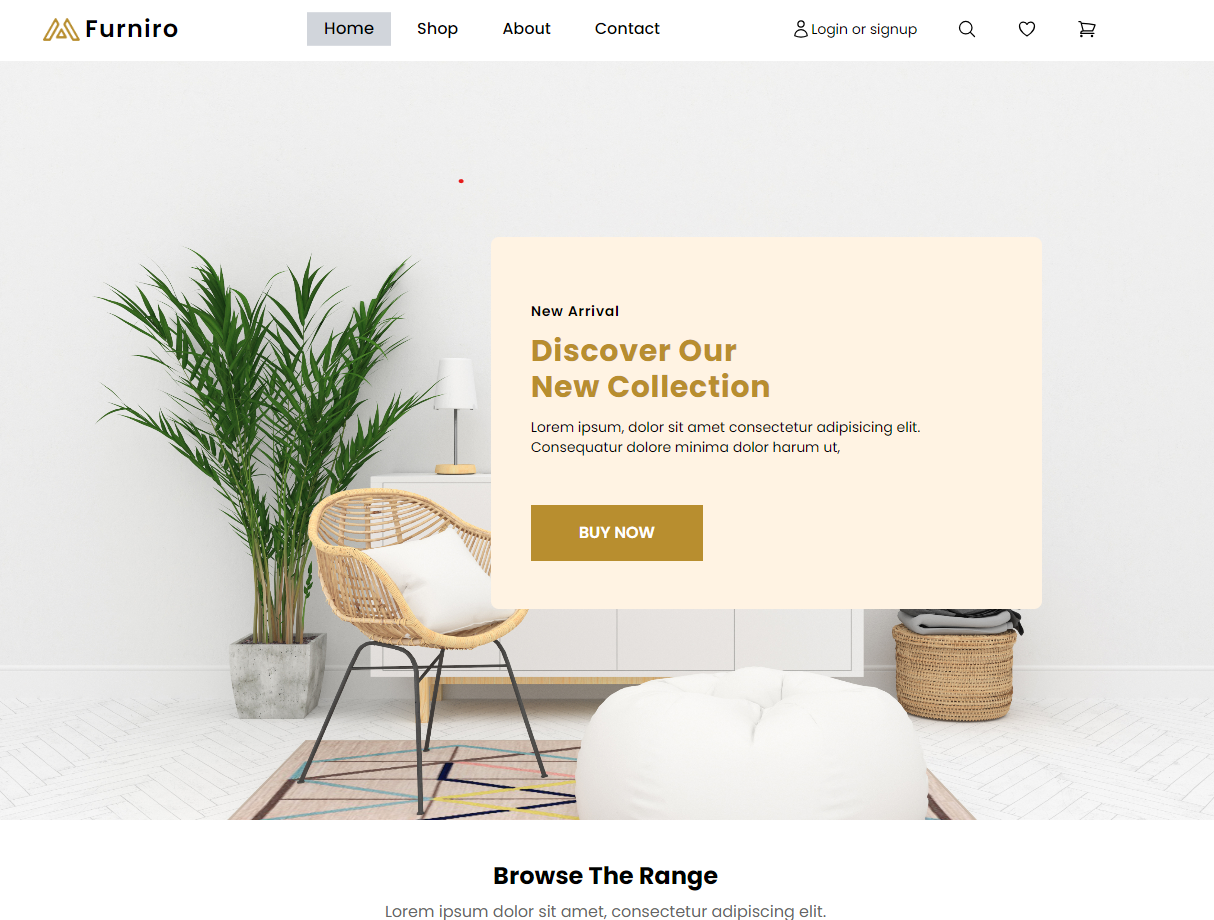 Furniro
Home
Shop
About
Contact
Login or signup
New Arrival
Discover Our
New Collection
Lorem ipsum, dolor sit amet consectetur adipisicing elit.
Consequatur dolore minima dolor harum ut,
BUY NOW
Browse The Range
Lorem ipsum dolor sit amet, consectetur adipiscing elit.